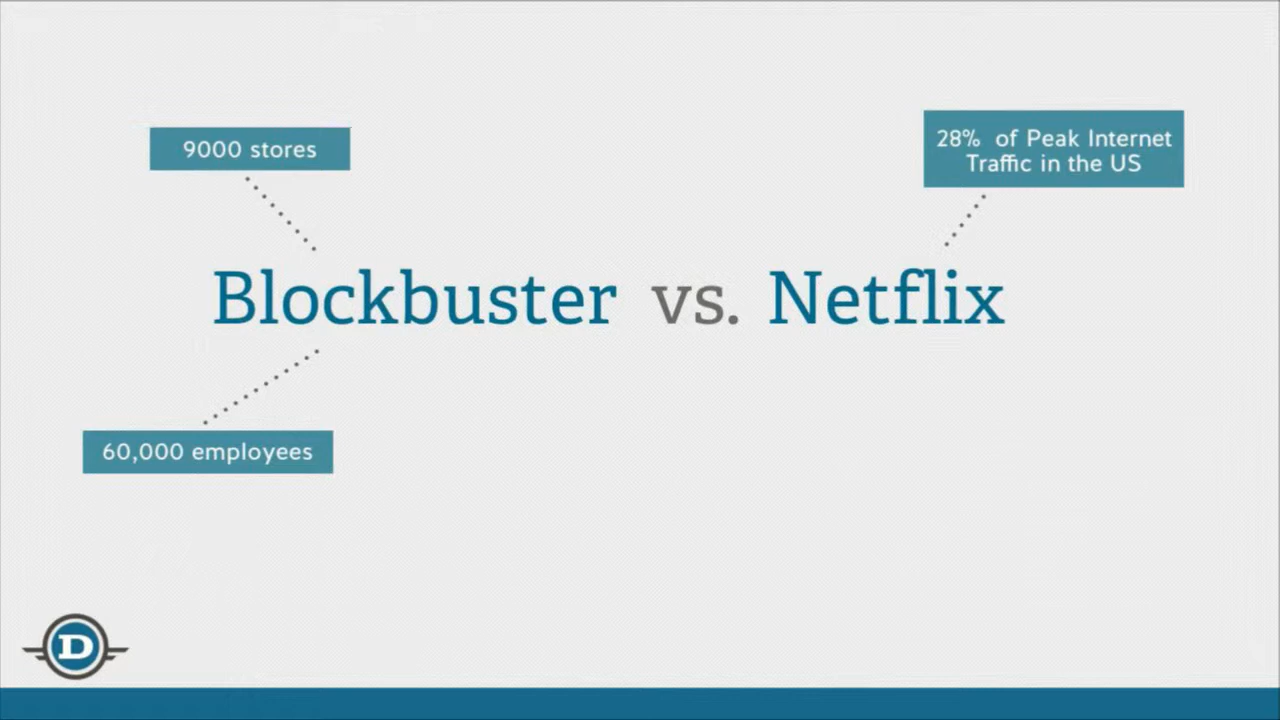 9000 stores
28% of Peak Internet
Traffic in the US
Blockbuster vs. Netflix
60,000 employees
D